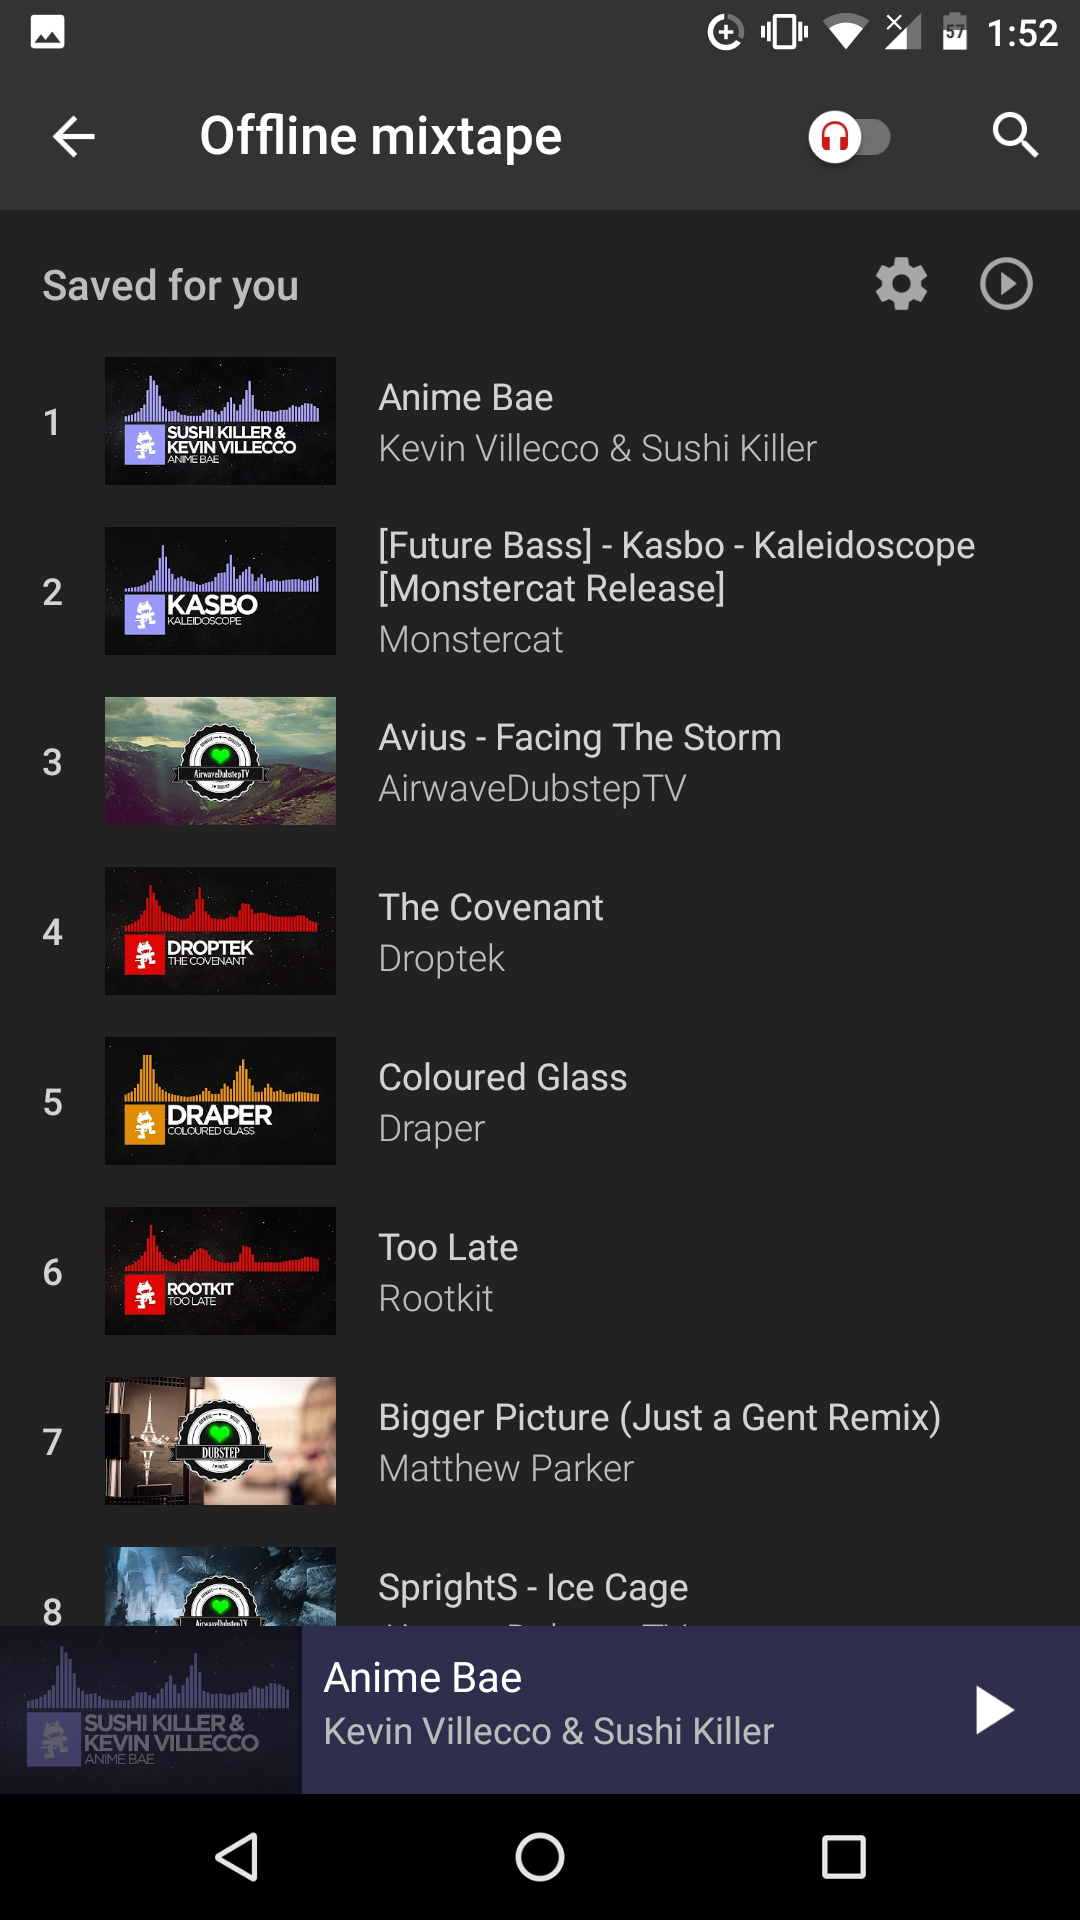 57 1:52
Offline mixtape
Saved for you
1
SUSHI KILLER &
KEVIN VILLECCO
ANIME BAE
Anime Bae
Kevin Villecco & Sushi Killer
2
KASBO
KALEIDOSCOPE
[Future Bass] - Kasbo - Kaleidoscope
[Monstercat Release]
Monstercat
3
AirwaveDubstepTV
Avius - Facing The Storm
AirwaveDubstepTV
4
DROPTEK
THE COVENANT
The Covenant
Droptek
5
DRAPER
COLOURED GLASS
Coloured Glass
Draper
6
ROOTKIT
TOO LATE
Too Late
Rootkit
7
DUBSTEP
Bigger Picture (Just a Gent Remix)
Matthew Parker
8
AirwaveDubstepTV
SprightS - Ice Cage
SUSHI KILLER &
KEVIN VILLECCO
ANIME BAE
Anime Bae
Kevin Villecco & Sushi Killer